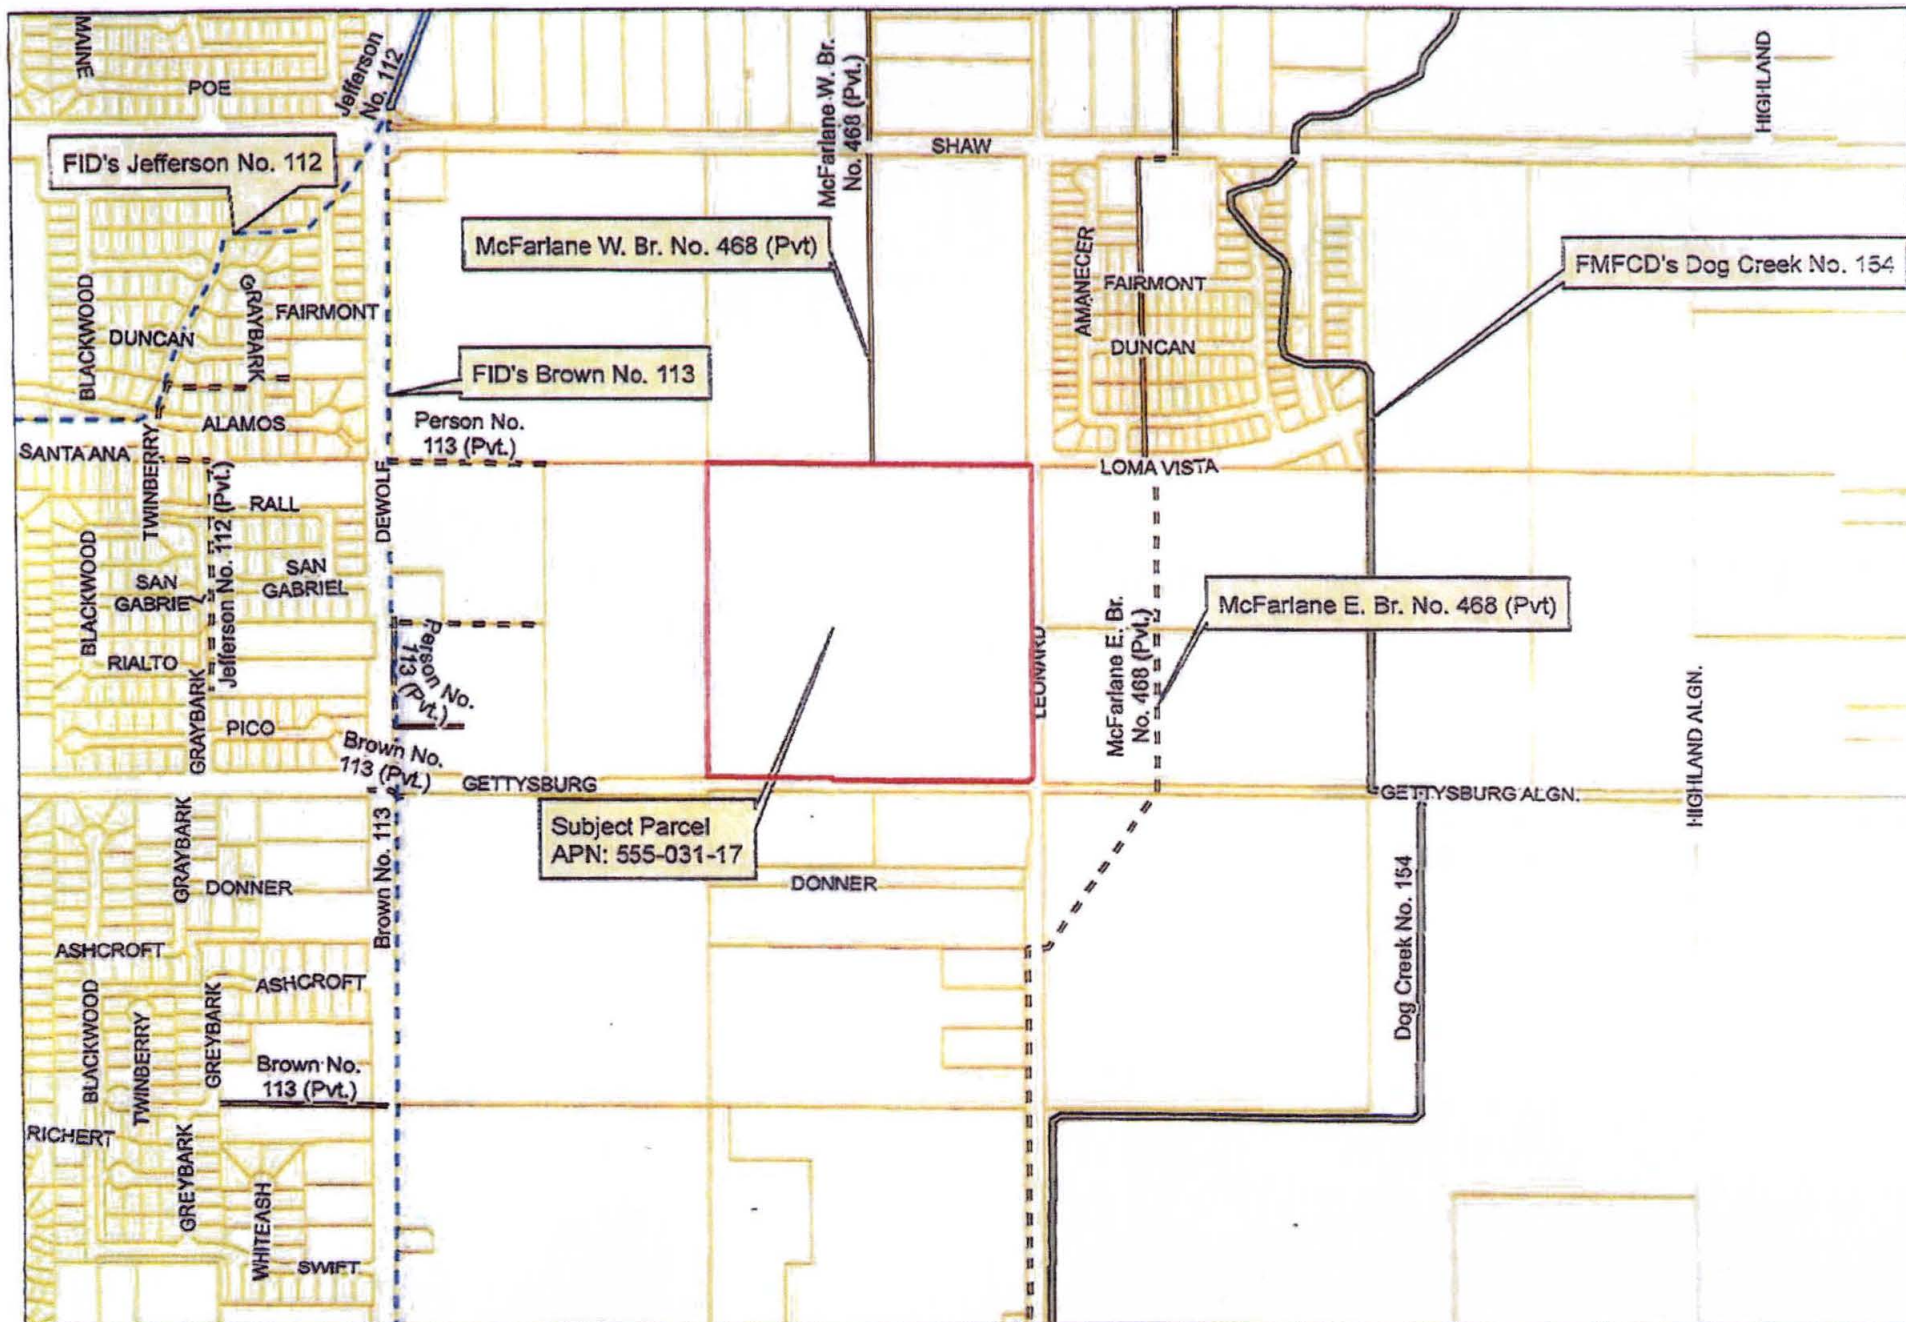 MAINE
POE
Jefferson
No. 112
McFarlane W. Br.
No. 468 (Pvt.)
HIGHLAND
SHAW
FID's Jefferson No. 112
McFarlane W. Br. No. 468 (Pvt)
FMFCD's Dog Creek No. 154
BLACKWOOD
GRAYBARK
FAIRMONT
DUNCAN
AMANECER
FAIRMONT
DUNCAN
FID's Brown No. 113
Person No.
113 (Pvt.)
ALAMOS
SANTA ANA
TWINBERRY
DEWOLF
LOMA VISTA
RALL
Jefferson No. 112 (Pvt.)
BLACKWOOD
SAN
GABRIE
SAN
GABRIEL
RIALTO
Person No.
113 (Pvt.)
LEONARD
McFarlane E. Br.
No. 468 (Pvt.)
McFarlane E. Br. No. 468 (Pvt)
HIGHLAND ALGN.
GRAYBARK
PICO
Brown No.
113 (Pvt.)
GETTYSBURG
GETTYSBURG ALGN.
Subject Parcel
APN: 555-031-17
GRAYBARK
DONNER
Brown No. 113
DONNER
Dog Creek No. 154
ASHCROFT
ASHCROFT
BLACKWOOD
TWINBERRY
GREYBARK
Brown No.
113 (Pvt.)
RICHERT
GREYBARK
WHITEASH
SWIFT